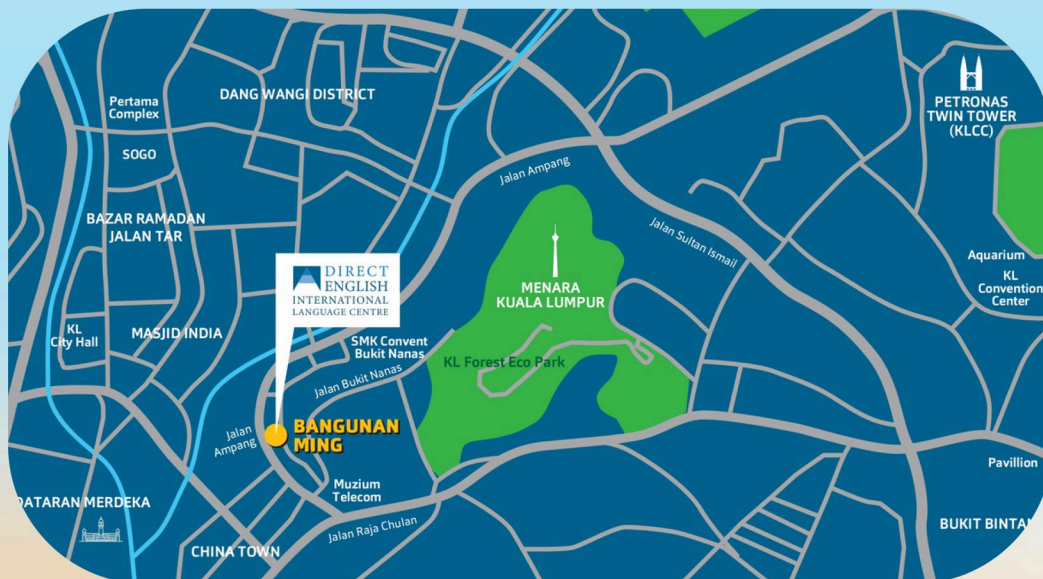 PETRONAS
TWIN TOWER
(KLCC)
DANG WANGI DISTRICT
Pertama
Complex
SOGO
Jalan Ampang
BAZAR RAMADAN
JALAN TAR
Jalan Sultan Ismail
Aquarium
KL
Convention
Center
DIRECT
ENGLISH
INTERNATIONAL
LANGUAGE CENTRE
MENARA
KUALA LUMPUR
KL
City Hall
MASJID INDIA
SMK Convent
Bukit Nanas
KL Forest Eco Park
Jalan Bukit Nanas
Jalan
Ampang
BANGUNAN
MING
Pavillion
Muzium
Telecom
DATARAN MERDEKA
Jalan Raja Chulan
BUKIT BINTA
CHINA TOWN